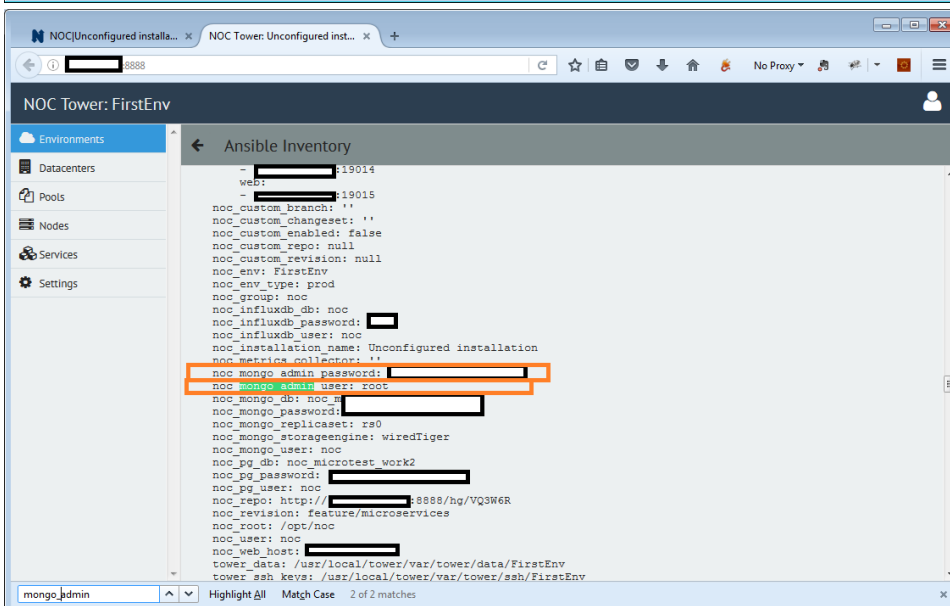 NOC|Unconfigured installa... × NOC Tower: Unconfigured inst... × +
:8888 No Proxy
NOC Tower: FirstEnv
Environments
Datacenters
Pools
Nodes
Services
Settings
Ansible Inventory
- :19014
web:
- :19015
noc_custom_branch: ''
noc_custom_changeset: ''
noc_custom_enabled: false
noc_custom_repo: null
noc_custom_revision: null
noc_env: FirstEnv
noc_env_type: prod
noc_group: noc
noc_influxdb_db: noc
noc_influxdb_password:
noc_influxdb_user: noc
noc_installation_name: Unconfigured installation
noc_metrics_collector: ''
noc_mongo_admin_password:
noc_mongo_admin_user: root
noc_mongo_db: noc_m
noc_mongo_password:
noc_mongo_replicaset: rs0
noc_mongo_storageengine: wiredTiger
noc_mongo_user: noc
noc_pg_db: noc_microtest_work2
noc_pg_password:
noc_pg_user: noc
noc_repo: http://:8888/hg/VQ3W6R
noc_revision: feature/microservices
noc_root: /opt/noc
noc_user: noc
noc_web_host:
tower_data: /usr/local/tower/var/tower/data/FirstEnv
tower_ssh_keys: /usr/local/tower/var/tower/ssh/FirstEnv
mongo_admin Highlight All Match Case 2 of 2 matches